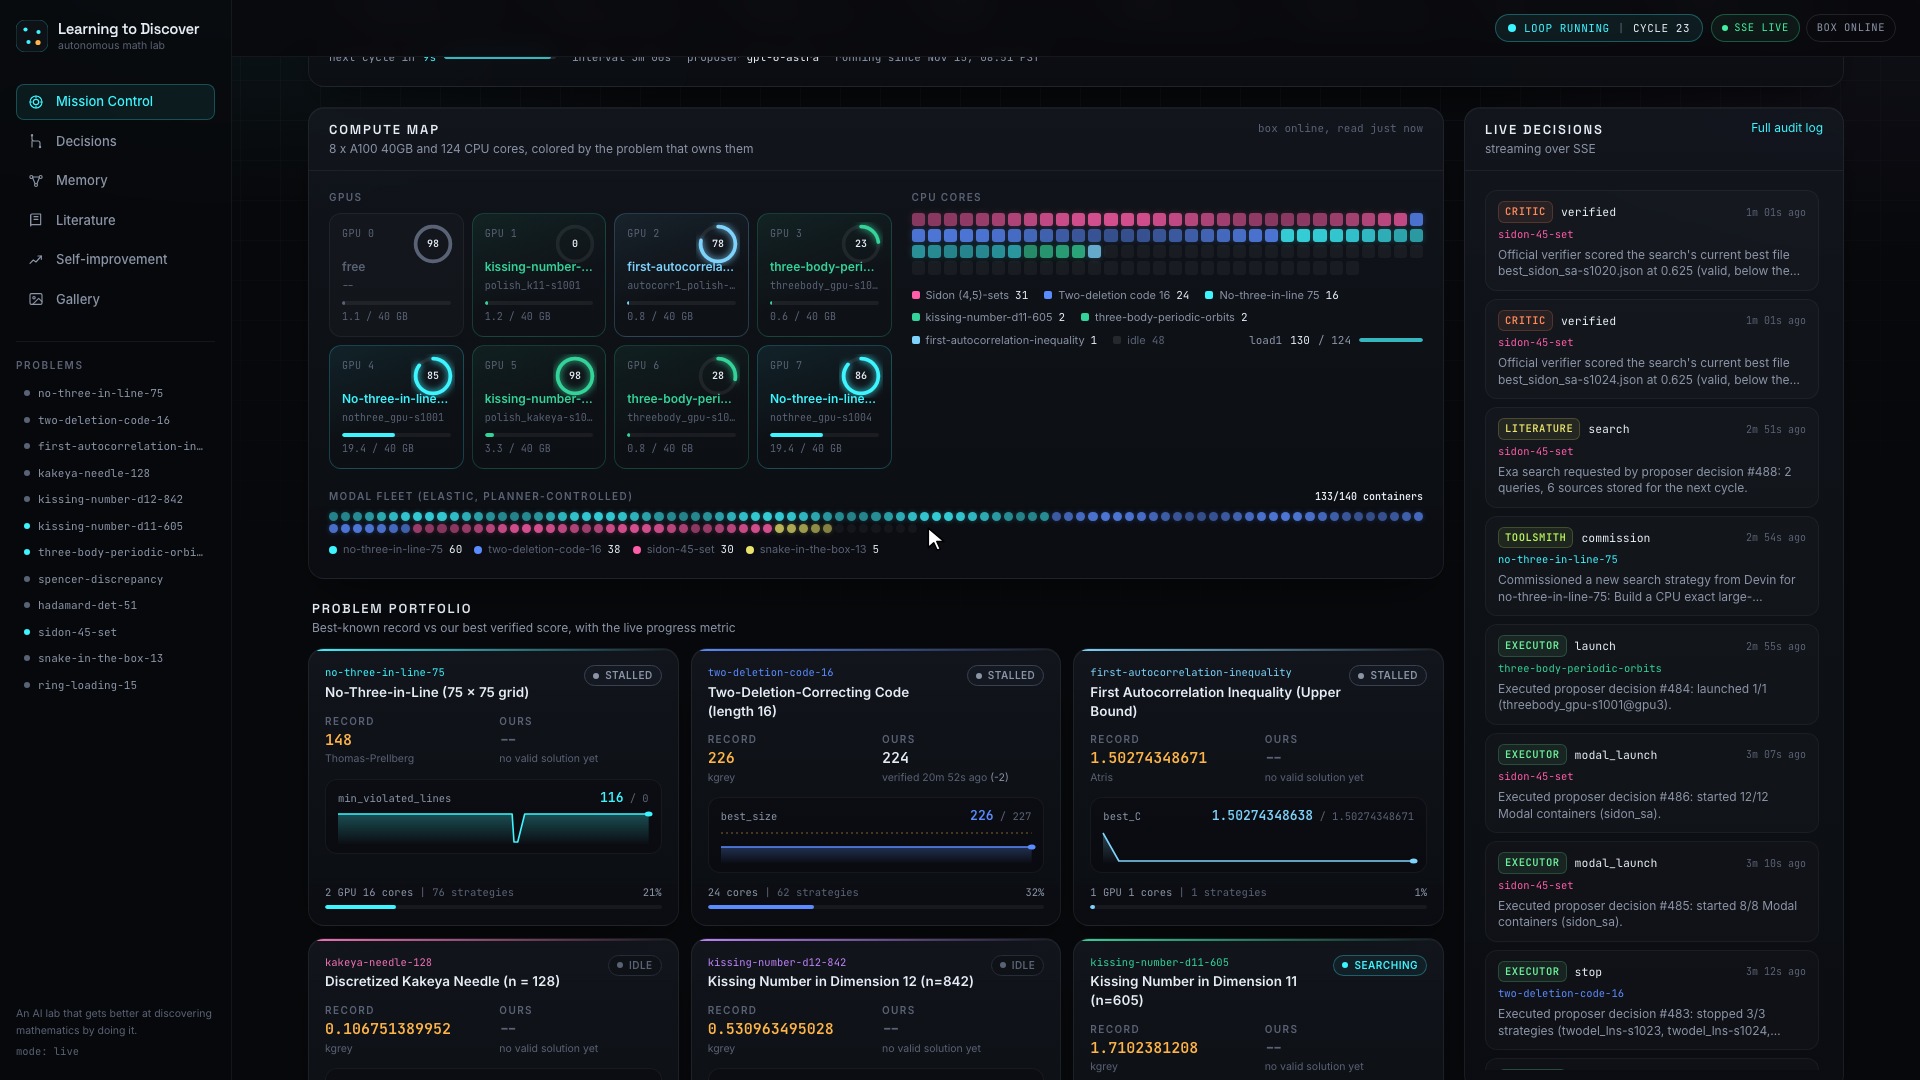 Learning to Discover
autonomous math lab
LOOP RUNNING | CYCLE 23
SSE LIVE
BOX ONLINE
Mission Control
Decisions
Memory
Literature
Self-improvement
Gallery
PROBLEMS
no-three-in-line-75
two-deletion-code-16
first-autocorrelation-in…
kakeya-needle-128
kissing-number-d12-842
kissing-number-d11-605
three-body-periodic-orbi…
spencer-discrepancy
hadamard-det-51
sidon-45-set
snake-in-the-box-13
ring-loading-15
An AI lab that gets better at discovering
mathematics by doing it.
mode: live
next cycle in 9s interval 3m 00s proposer gpt-6-astra running since Nov 15, 08:51 PST
COMPUTE MAP
box online, read just now
8 x A100 40GB and 124 CPU cores, colored by the problem that owns them
GPUS
GPU 0
98
free
--
1.1 / 40 GB
GPU 1
0
kissing-number-…
polish_k11-s1001
1.2 / 40 GB
GPU 2
78
first-autocorrela…
autocorr1_polish-…
0.8 / 40 GB
GPU 3
23
three-body-peri…
threebody_gpu-s10…
0.6 / 40 GB
GPU 4
85
No-three-in-line…
nothree_gpu-s1001
19.4 / 40 GB
GPU 5
98
kissing-number-…
polish_kakeya-s10…
3.3 / 40 GB
GPU 6
28
three-body-peri…
threebody_gpu-s10…
0.8 / 40 GB
GPU 7
86
No-three-in-line…
nothree_gpu-s1004
19.4 / 40 GB
CPU CORES
Sidon (4,5)-sets 31 Two-deletion code 16 24 No-three-in-line 75 16
kissing-number-d11-605 2 three-body-periodic-orbits 2
first-autocorrelation-inequality 1 idle 48
load1 130 / 124
MODAL FLEET (ELASTIC, PLANNER-CONTROLLED)
133/140 containers
no-three-in-line-75 60 two-deletion-code-16 38 sidon-45-set 30 snake-in-the-box-13 5
PROBLEM PORTFOLIO
Best-known record vs our best verified score, with the live progress metric
no-three-in-line-75
STALLED
No-Three-in-Line (75 × 75 grid)
RECORD
148
Thomas-Prellberg
OURS
--
no valid solution yet
min_violated_lines
116 / 0
2 GPU 16 cores | 76 strategies
21%
two-deletion-code-16
STALLED
Two-Deletion-Correcting Code
(length 16)
RECORD
226
kgrey
OURS
224
verified 20m 52s ago (-2)
best_size
226 / 227
24 cores | 62 strategies
32%
first-autocorrelation-inequality
STALLED
First Autocorrelation Inequality (Upper
Bound)
RECORD
1.50274348671
Atris
OURS
--
no valid solution yet
best_C
1.50274348638 / 1.50274348671
1 GPU 1 cores | 1 strategies
1%
kakeya-needle-128
IDLE
Discretized Kakeya Needle (n = 128)
RECORD
0.106751389952
kgrey
OURS
--
no valid solution yet
kissing-number-d12-842
IDLE
Kissing Number in Dimension 12 (n=842)
RECORD
0.530963495028
kgrey
OURS
--
no valid solution yet
kissing-number-d11-605
SEARCHING
Kissing Number in Dimension 11
(n=605)
RECORD
1.7102381208
kgrey
OURS
--
no valid solution yet
LIVE DECISIONS
Full audit log
streaming over SSE
CRITIC verified
1m 01s ago
sidon-45-set
Official verifier scored the search's current best file
best_sidon_sa-s1020.json at 0.625 (valid, below the…
CRITIC verified
1m 01s ago
sidon-45-set
Official verifier scored the search's current best file
best_sidon_sa-s1024.json at 0.625 (valid, below the…
LITERATURE search
2m 51s ago
sidon-45-set
Exa search requested by proposer decision #488: 2
queries, 6 sources stored for the next cycle.
TOOLSMITH commission
2m 54s ago
no-three-in-line-75
Commissioned a new search strategy from Devin for
no-three-in-line-75: Build a CPU exact large-…
EXECUTOR launch
2m 55s ago
three-body-periodic-orbits
Executed proposer decision #484: launched 1/1
(threebody_gpu-s1001@gpu3).
EXECUTOR modal_launch
3m 07s ago
sidon-45-set
Executed proposer decision #486: started 12/12
Modal containers (sidon_sa).
EXECUTOR modal_launch
3m 10s ago
sidon-45-set
Executed proposer decision #485: started 8/8 Modal
containers (sidon_sa).
EXECUTOR stop
3m 12s ago
two-deletion-code-16
Executed proposer decision #483: stopped 3/3
strategies (twodel_lns-s1023, twodel_lns-s1024,…